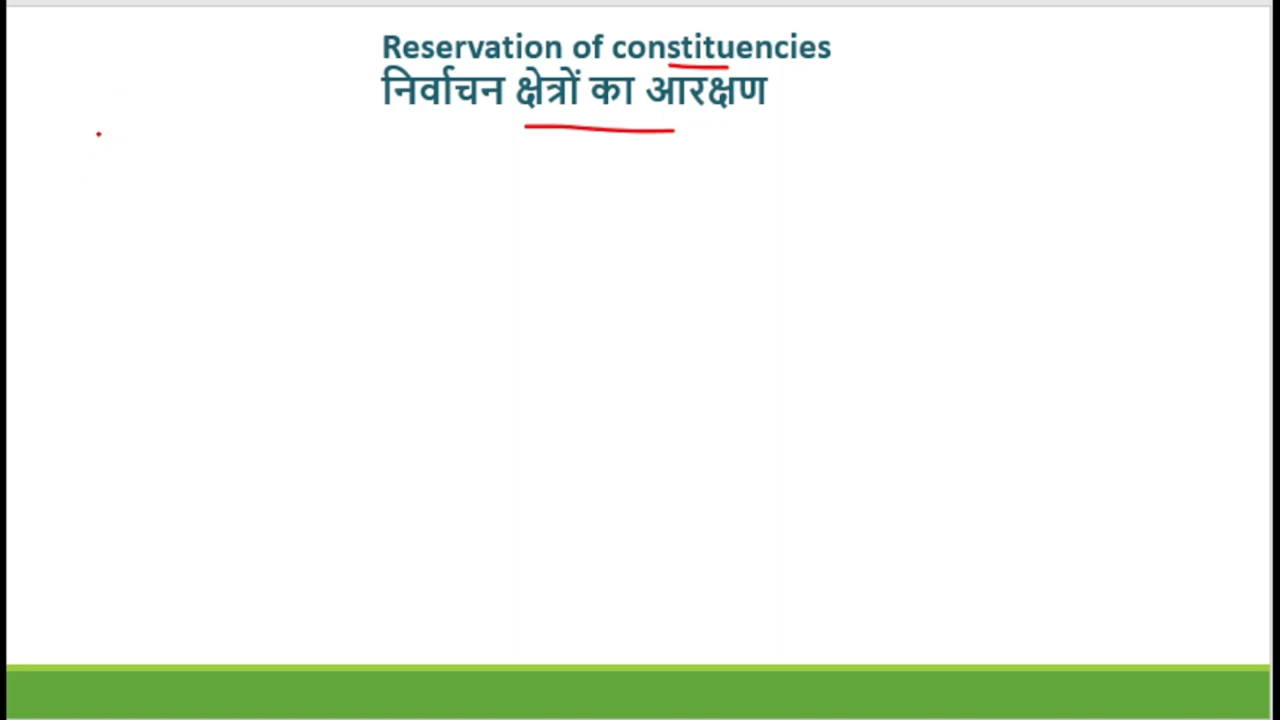 Reservation of constituencies
निर्वाचन क्षेत्रों का आरक्षण